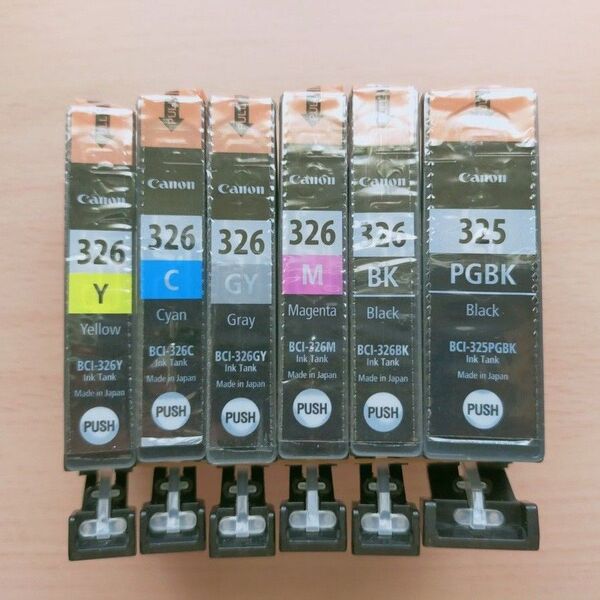 PULL
Canon
326
Y
Yellow
BCI-326Y
Ink Tank
Made in Japan
PUSH
PULL
Canon
326
C
Cyan
BCI-326C
Ink Tank
Made in Japan
PUSH
Canon
326
GY
Gray
BCI-326GY
Ink Tank
Made in Japan
PUSH
PULL
Canon
326
M
Magenta
BCI-326M
Ink Tank
Made in Japan
PUSH
Canon
326
BK
Black
BCI-326BK
Ink Tank
Made in Japan
PUSH
Canon
325
PGBK
Black
BCI-325PGBK
Ink Tank
Made in Japan
PUSH